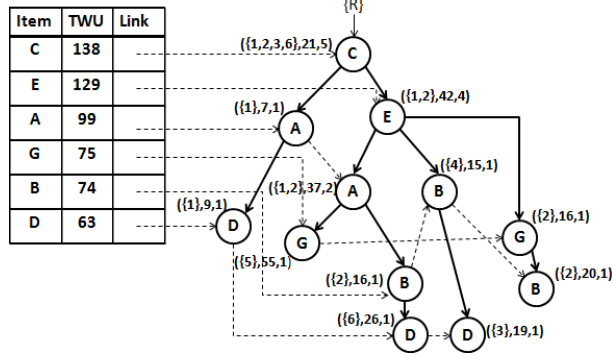 {R}
Item TWU Link
C 138
E 129
A 99
G 75
B 74
D 63
({1,2,3,6},21,5)
C
({1,2},42,4)
E
({1},7,1)
A
({1},9,1)
D
({1,2},37,2)
A
({4},15,1)
B
({2},16,1)
G
({5},55,1)
G
({2},16,1)
B
({2},20,1)
B
({6},26,1)
D
({3},19,1)
D